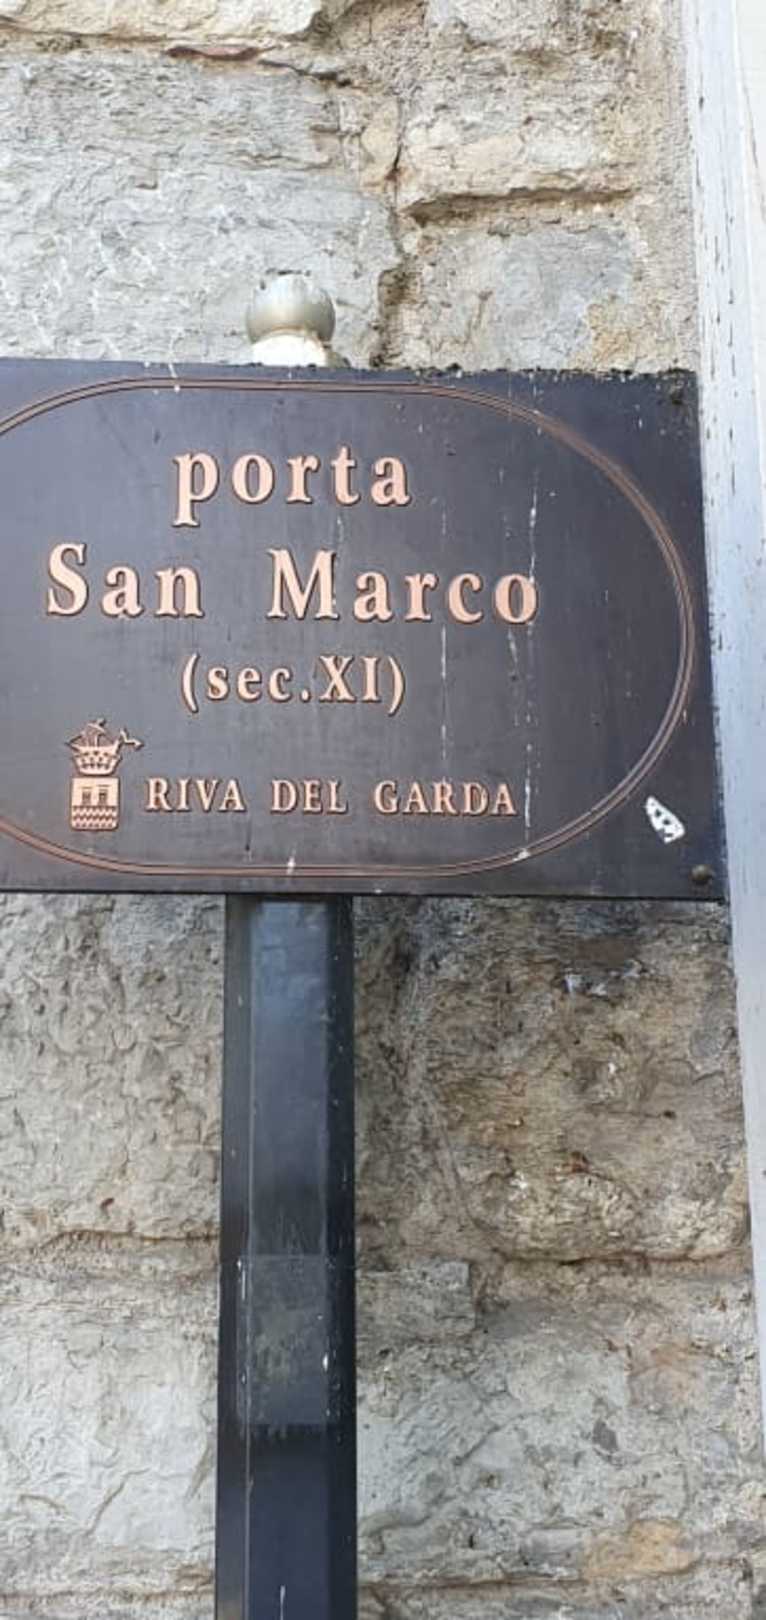 porta
San Marco
(sec.XI)
RIVA DEL GARDA